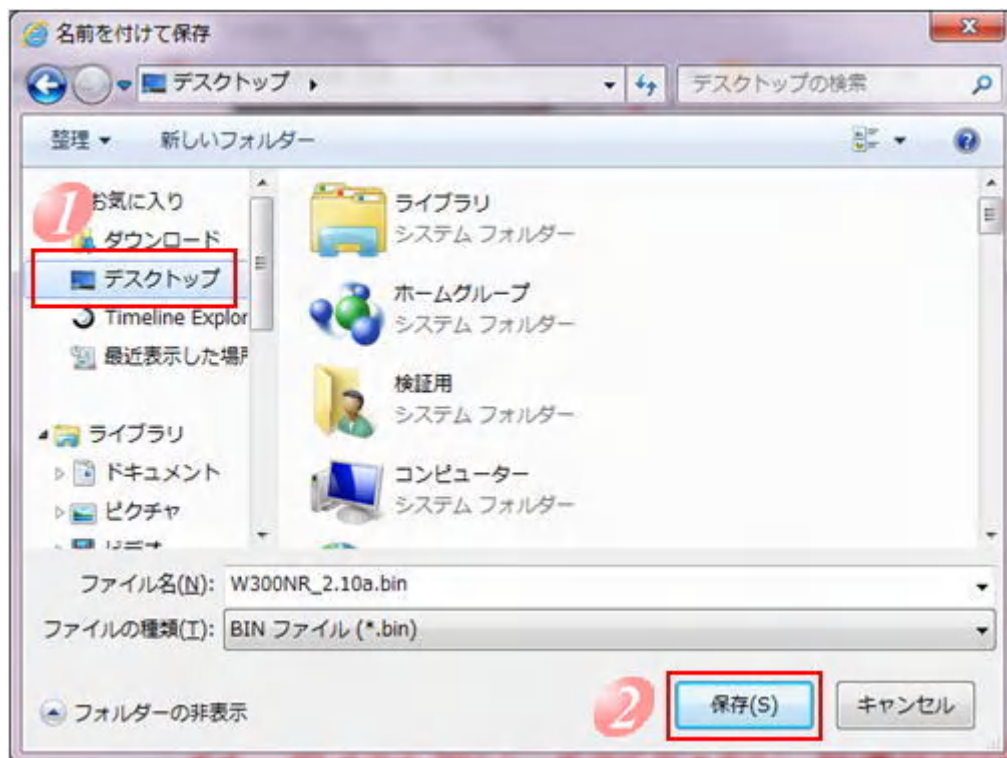 名前を付けて保存
デスクトップ
デスクトップの検索
整理 新しいフォルダー
1
お気に入り
ダウンロード
デスクトップ
Timeline Explor
最近表示した場所
ライブラリ
ドキュメント
ピクチャ
ビデオ
ライブラリ
システム フォルダー
ホームグループ
システム フォルダー
検証用
システム フォルダー
コンピューター
システム フォルダー
ファイル名(N): W300NR_2.10a.bin
ファイルの種類(T): BIN ファイル (*.bin)
フォルダーの非表示
2
保存(S)
キャンセル